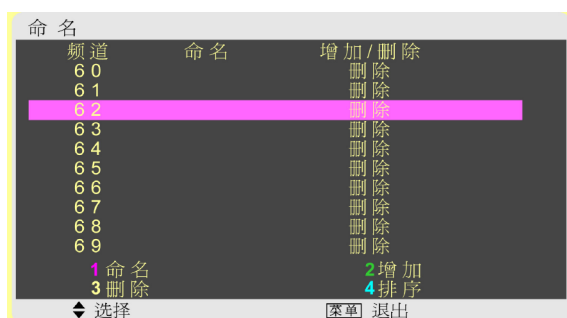 命名
频道 命名 增加/删除
60 删除
61 删除
62 删除
63 删除
64 删除
65 删除
66 删除
67 删除
68 删除
69 删除
1命名 2增加
3删除 4排序
选择 菜单 退出